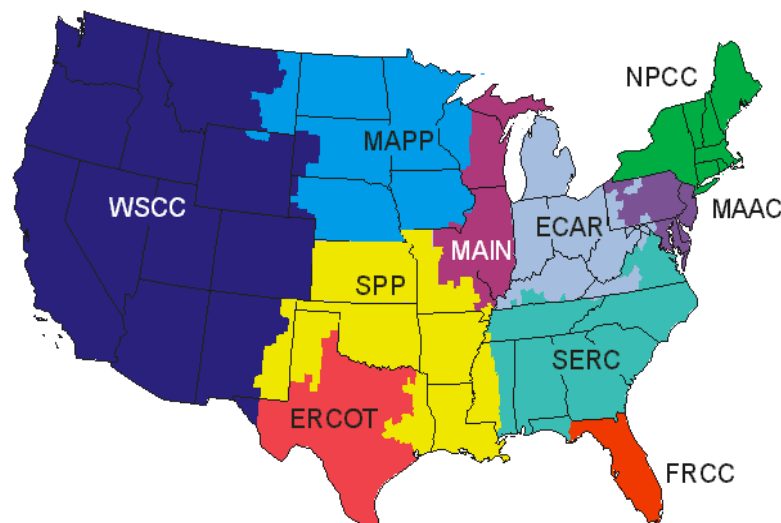 NPCC
MAPP
WSCC
MAAC
ECAR
MAIN
SPP
SERC
ERCOT
FRCC